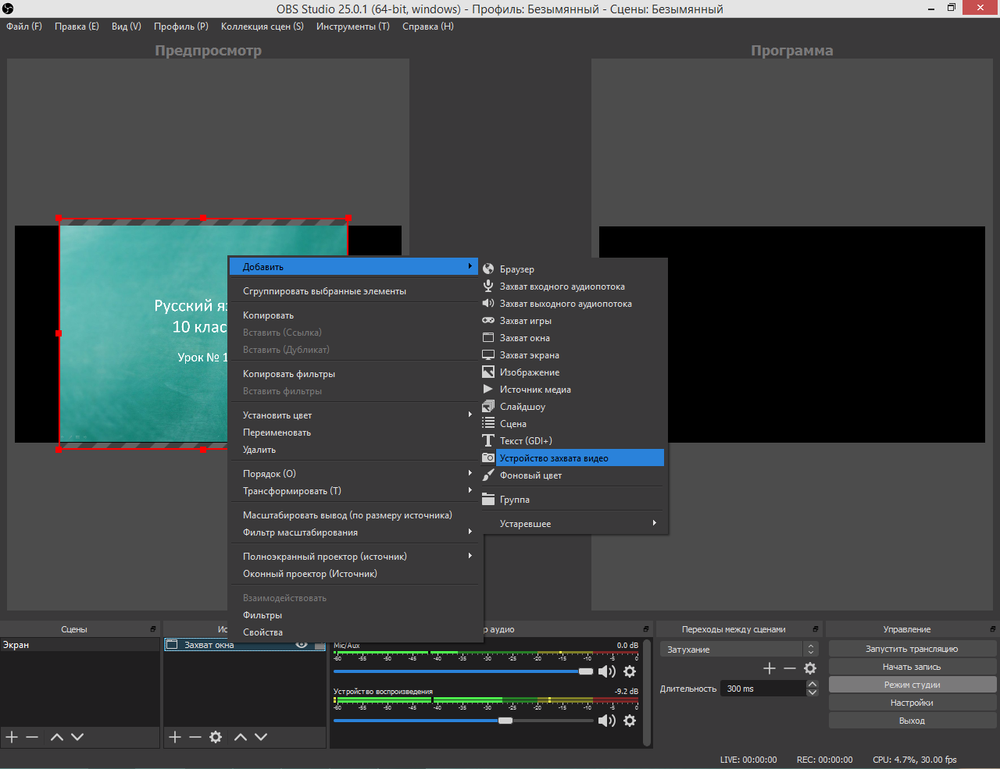 OBS Studio 25.0.1 (64-bit, windows) - Профиль: Безымянный - Сцены: Безымянный
Файл (F) Правка (E) Вид (V) Профиль (P) Коллекция сцен (S) Инструменты (T) Справка (H)
Предпросмотр
Программа
Русский яз
10 клас
Урок № 1
Добавить
Сгруппировать выбранные элементы
Копировать
Вставить (Ссылка)
Вставить (Дубликат)
Копировать фильтры
Вставить фильтры
Установить цвет
Переименовать
Удалить
Порядок (O)
Трансформировать (T)
Масштабировать вывод (по размеру источника)
Фильтр масштабирования
Полноэкранный проектор (источник)
Оконный проектор (Источник)
Взаимодействовать
Фильтры
Свойства
Браузер
Захват входного аудиопотока
Захват выходного аудиопотока
Захват игры
Захват окна
Захват экрана
Изображение
Источник медиа
Слайдшоу
Сцена
Текст (GDI+)
Устройство захвата видео
Фоновый цвет
Группа
Устаревшее
Сцены
Экран
Ис
Захват окна
р аудио
Mic/Aux 0.0 dB
-60 -55 -50 -45 -40 -35 -30 -25 -20 -15 -10 -5 0
Устройство воспроизведения -9.2 dB
-60 -55 -50 -45 -40 -35 -30 -25 -20 -15 -10 -5 0
Переходы между сценами
Затухание
Длительность 300 ms
Управление
Запустить трансляцию
Начать запись
Режим студии
Настройки
Выход
LIVE: 00:00:00 REC: 00:00:00 CPU: 4.7%, 30.00 fps